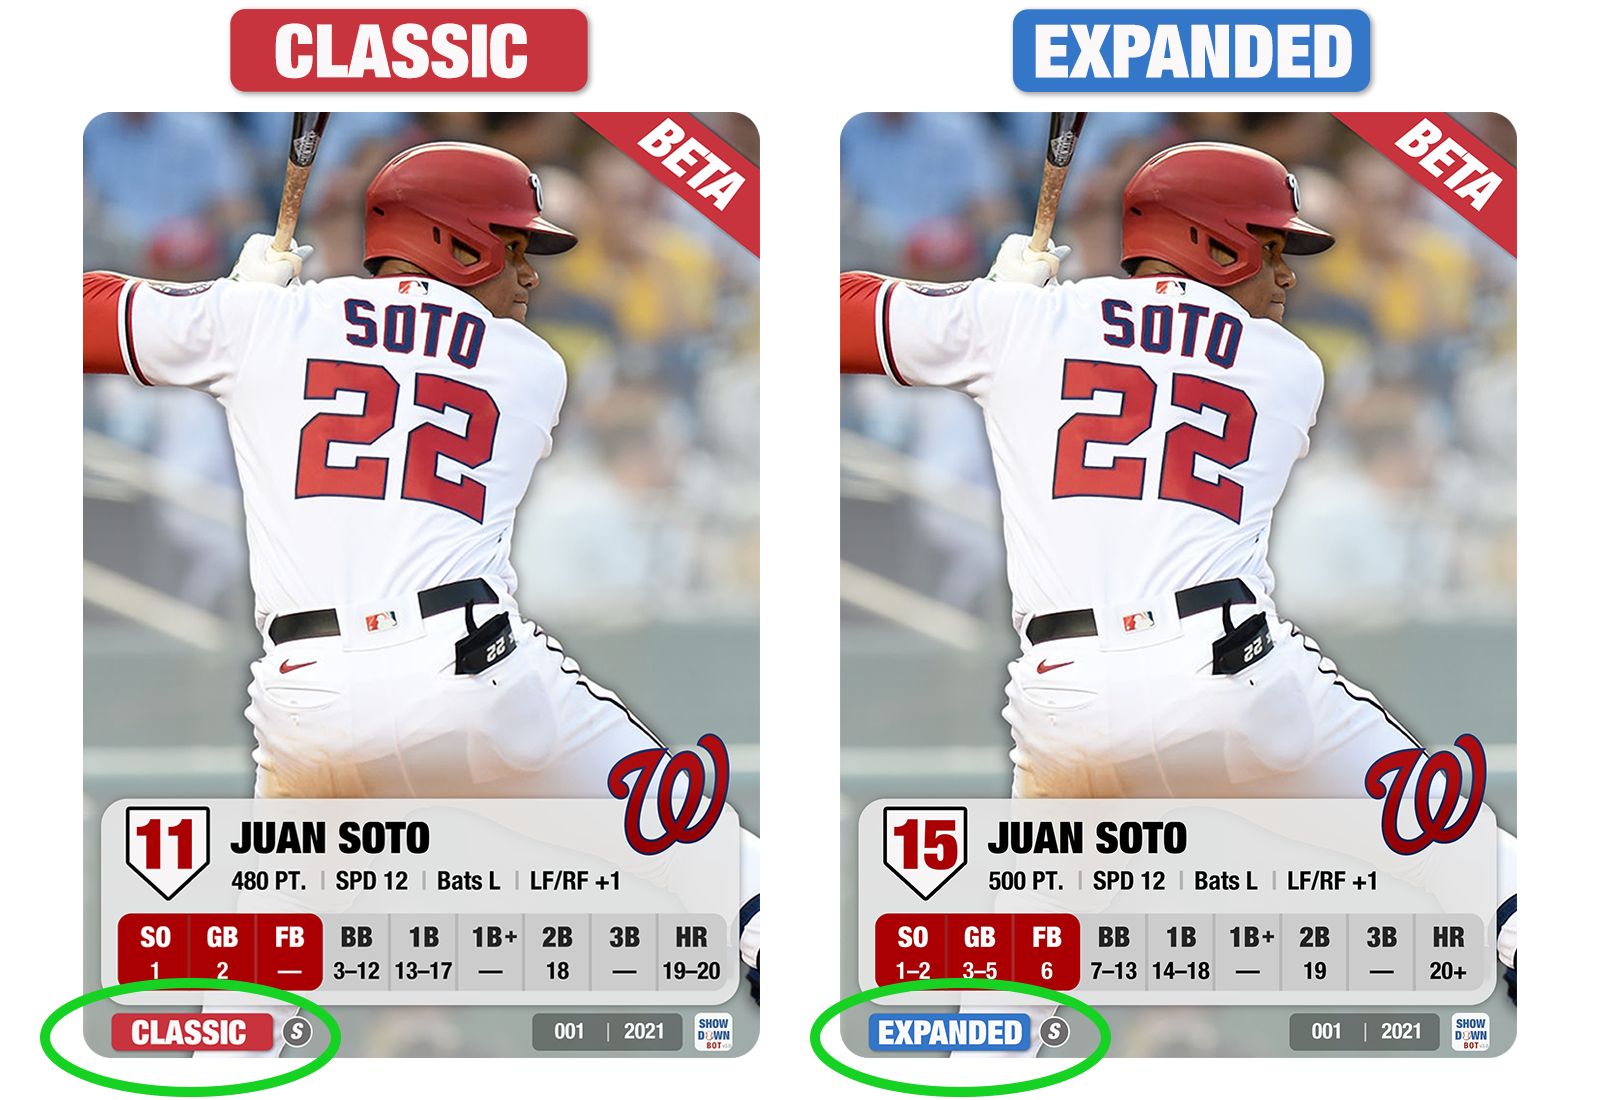 CLASSIC
EXPANDED
BETA
SOTO
22
22
11 JUAN SOTO
480 PT. | SPD 12 | Bats L | LF/RF +1
SO GB FB BB 1B 1B+ 2B 3B HR
1 2 — 3–12 13–17 — 18 — 19–20
CLASSIC S 001 | 2021 SHOW DOWN BOT
BETA
SOTO
22
22
15 JUAN SOTO
500 PT. | SPD 12 | Bats L | LF/RF +1
SO GB FB BB 1B 1B+ 2B 3B HR
1–2 3–5 6 7–13 14–18 — 19 — 20+
EXPANDED S 001 | 2021 SHOW DOWN BOT